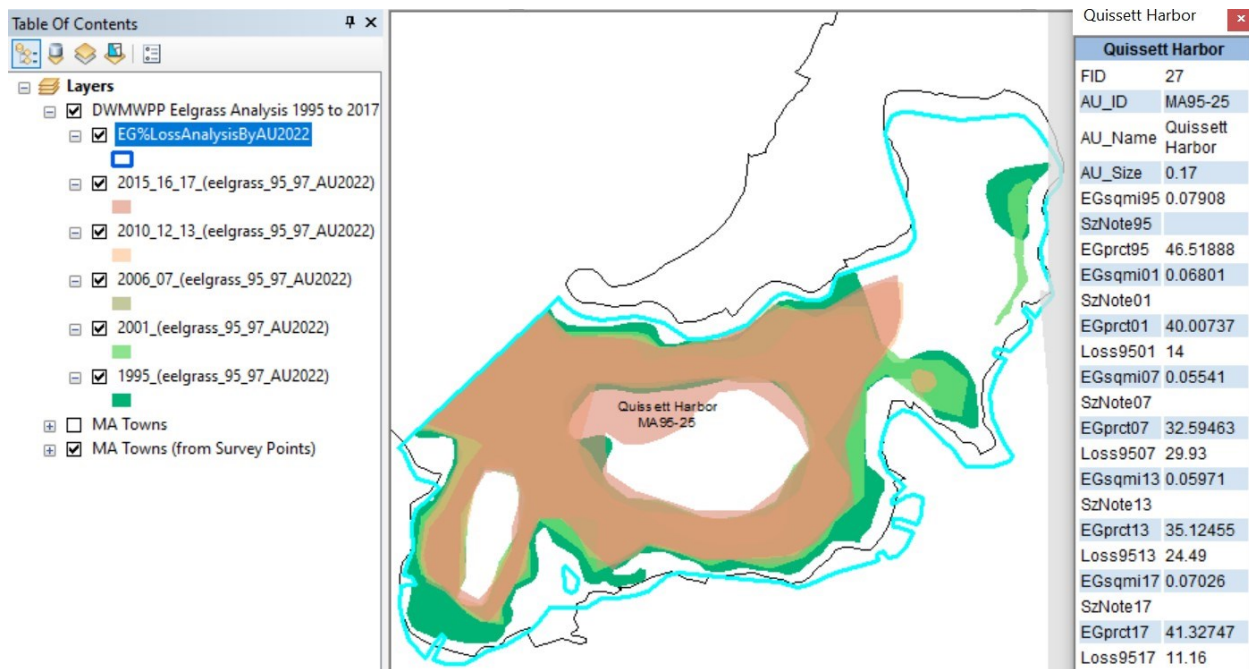 Table Of Contents
Layers
DWMWPP Eelgrass Analysis 1995 to 2017
EG%LossAnalysisByAU2022
2015_16_17_(eelgrass_95_97_AU2022)
2010_12_13_(eelgrass_95_97_AU2022)
2006_07_(eelgrass_95_97_AU2022)
2001_(eelgrass_95_97_AU2022)
1995_(eelgrass_95_97_AU2022)
MA Towns
MA Towns (from Survey Points)
Quissett Harbor
MA95-25
Quissett Harbor
Quissett Harbor
FID 27
AU_ID MA95-25
AU_Name Quissett
Harbor
AU_Size 0.17
EGsqmi95 0.07908
SzNote95
EGprct95 46.51888
EGsqmi01 0.06801
SzNote01
EGprct01 40.00737
Loss9501 14
EGsqmi07 0.05541
SzNote07
EGprct07 32.59463
Loss9507 29.93
EGsqmi13 0.05971
SzNote13
EGprct13 35.12455
Loss9513 24.49
EGsqmi17 0.07026
SzNote17
EGprct17 41.32747
Loss9517 11.16